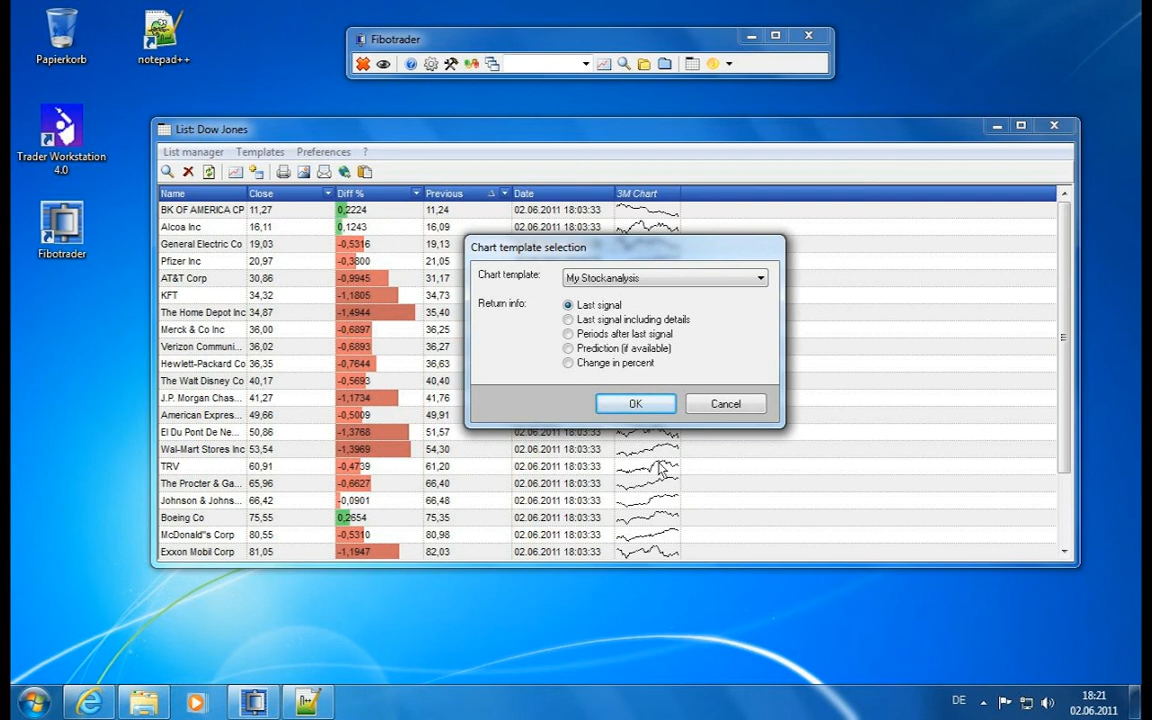 Papierkorb
notepad++
Trader Workstation
4.0
Fibotrader
Fibotrader
List: Dow Jones
List manager Templates Preferences ?
Name Close Diff % Previous Date 3M Chart
BK OF AMERICA CP 11,27 0,2224 11,24 02.06.2011 18:03:33
Alcoa Inc 16,11 0,1243 16,09 02.06.2011 18:03:33
General Electric Co 19,03 -0,5316 19,13
Pfizer Inc 20,97 -0,3800 21,05
AT&T Corp 30,86 -0,9945 31,17
KFT 34,32 -1,1805 34,73
The Home Depot Inc 34,87 -1,4944 35,40
Merck & Co Inc 36,00 -0,6897 36,25
Verizon Communi... 36,02 -0,6893 36,27
Hewlett-Packard Co 36,35 -0,7644 36,63
The Walt Disney Co 40,17 -0,5693 40,40
J.P. Morgan Chas... 41,27 -1,1734 41,76
American Expres... 49,66 -0,5009 49,91
El Du Pont De Ne... 50,86 -1,3768 51,57 02.06.2011 18:03:33
Wal-Mart Stores Inc 53,54 -1,3969 54,30 02.06.2011 18:03:33
TRV 60,91 -0,4739 61,20 02.06.2011 18:03:33
The Procter & Ga... 65,96 -0,6627 66,40 02.06.2011 18:03:33
Johnson & Johns... 66,42 -0,0901 66,48 02.06.2011 18:03:33
Boeing Co 75,55 0,2654 75,35 02.06.2011 18:03:33
McDonald"s Corp 80,55 -0,5310 80,98 02.06.2011 18:03:33
Exxon Mobil Corp 81,05 -1,1947 82,03 02.06.2011 18:03:33
Chart template selection
Chart template: My Stockanalysis
Return info: Last signal
Last signal including details
Periods after last signal
Prediction (if available)
Change in percent
OK Cancel
DE
18:21
02.06.2011